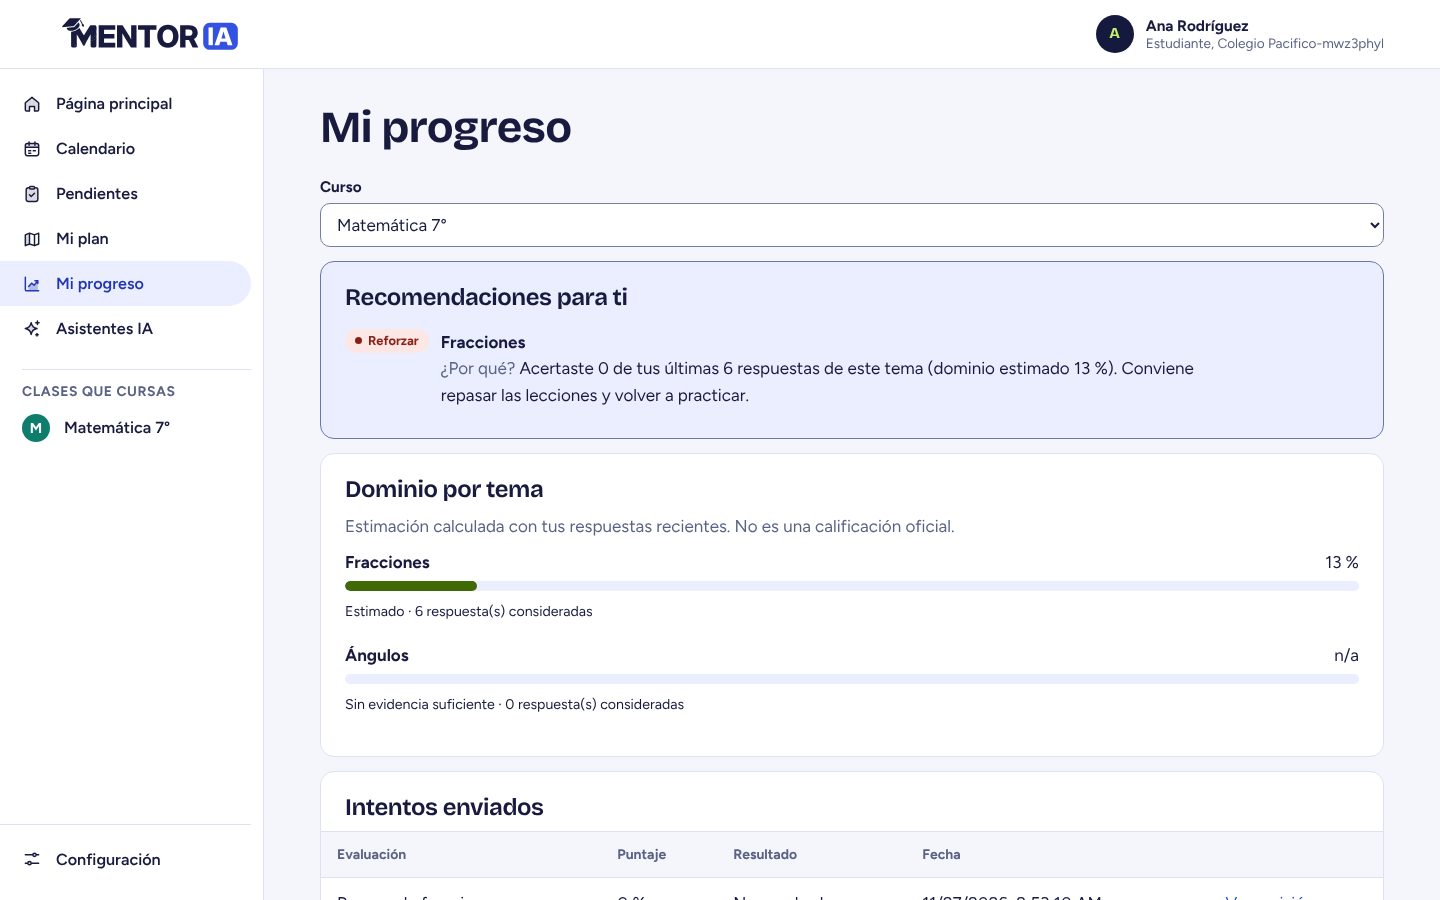 MENTOR IA
A
Ana Rodríguez
Estudiante, Colegio Pacifico-mwz3phyl
Página principal
Calendario
Pendientes
Mi plan
Mi progreso
Asistentes IA
CLASES QUE CURSAS
M Matemática 7°
Configuración
Mi progreso
Curso
Matemática 7°
Recomendaciones para ti
Reforzar Fracciones
¿Por qué? Acertaste 0 de tus últimas 6 respuestas de este tema (dominio estimado 13 %). Conviene
repasar las lecciones y volver a practicar.
Dominio por tema
Estimación calculada con tus respuestas recientes. No es una calificación oficial.
Fracciones 13 %
Estimado · 6 respuesta(s) consideradas
Ángulos n/a
Sin evidencia suficiente · 0 respuesta(s) consideradas
Intentos enviados
Evaluación Puntaje Resultado Fecha